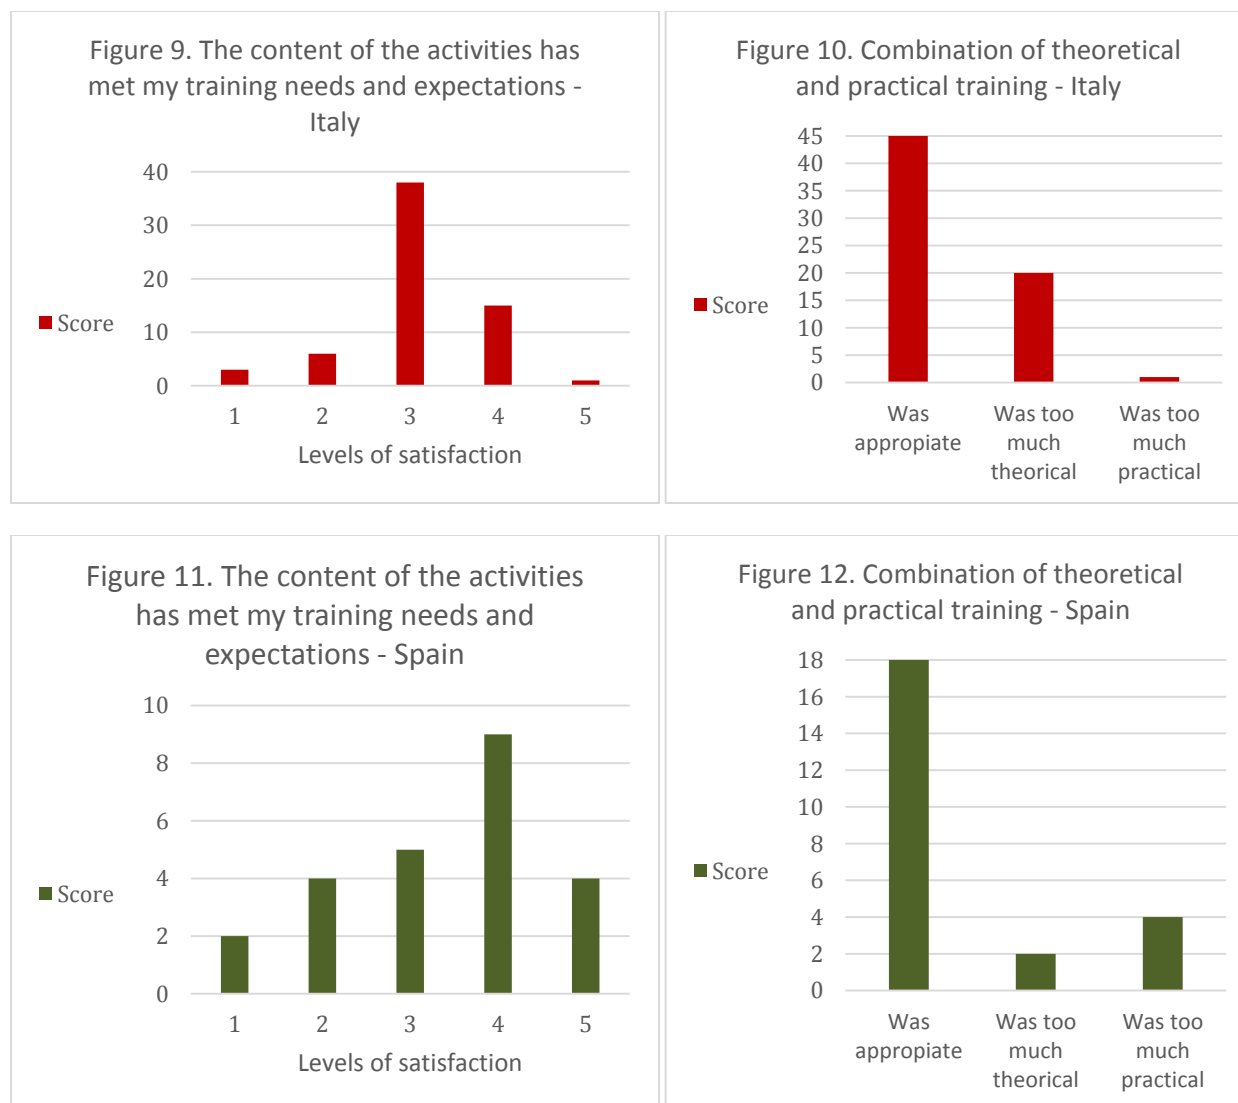 Figure 9. The content of the activities has
met my training needs and expectations -
Italy
40
30
20
10
0
Score
1 2 3 4 5
Levels of satisfaction
Figure 10. Combination of theoretical
and practical training - Italy
45
40
35
30
25
20
15
10
5
0
Score
Was
appropiate
Was too
much
theorical
Was too
much
practical
Figure 11. The content of the activities
has met my training needs and
expectations - Spain
10
8
6
4
2
0
Score
1 2 3 4 5
Levels of satisfaction
Figure 12. Combination of theoretical
and practical training - Spain
18
16
14
12
10
8
6
4
2
0
Score
Was
appropiate
Was too
much
theorical
Was too
much
practical